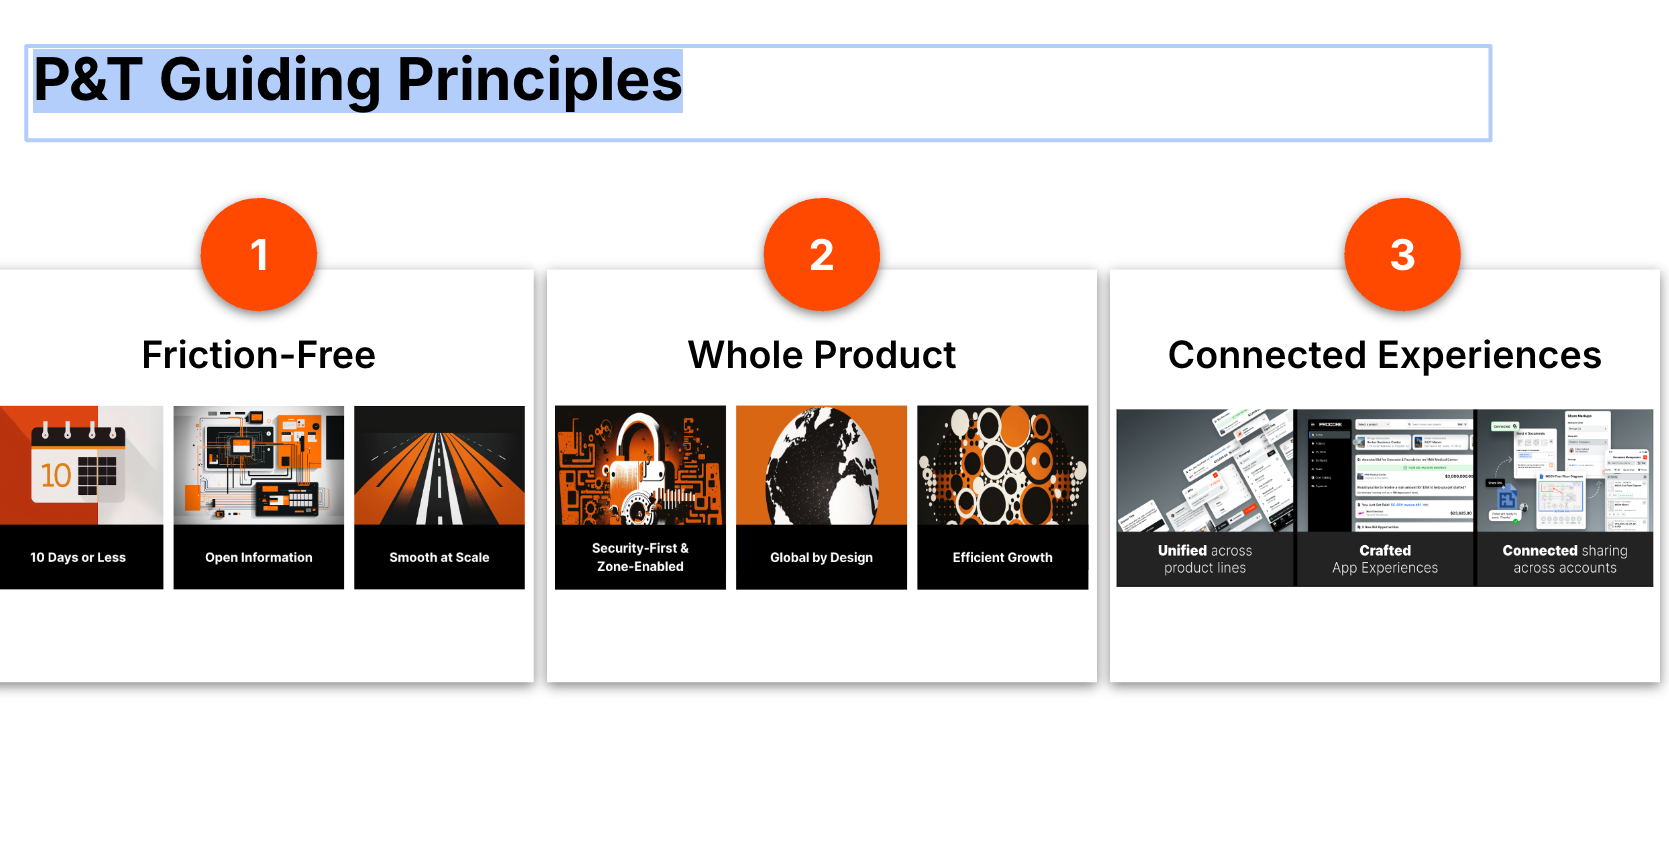 P&T Guiding Principles
1
2
3
Friction-Free
Whole Product
Connected Experiences
10
10 Days or Less
Open Information
Smooth at Scale
Security-First &
Zone-Enabled
Global by Design
Efficient Growth
PROCORE
Unified across
product lines
Crafted
App Experiences
Connected sharing
across accounts